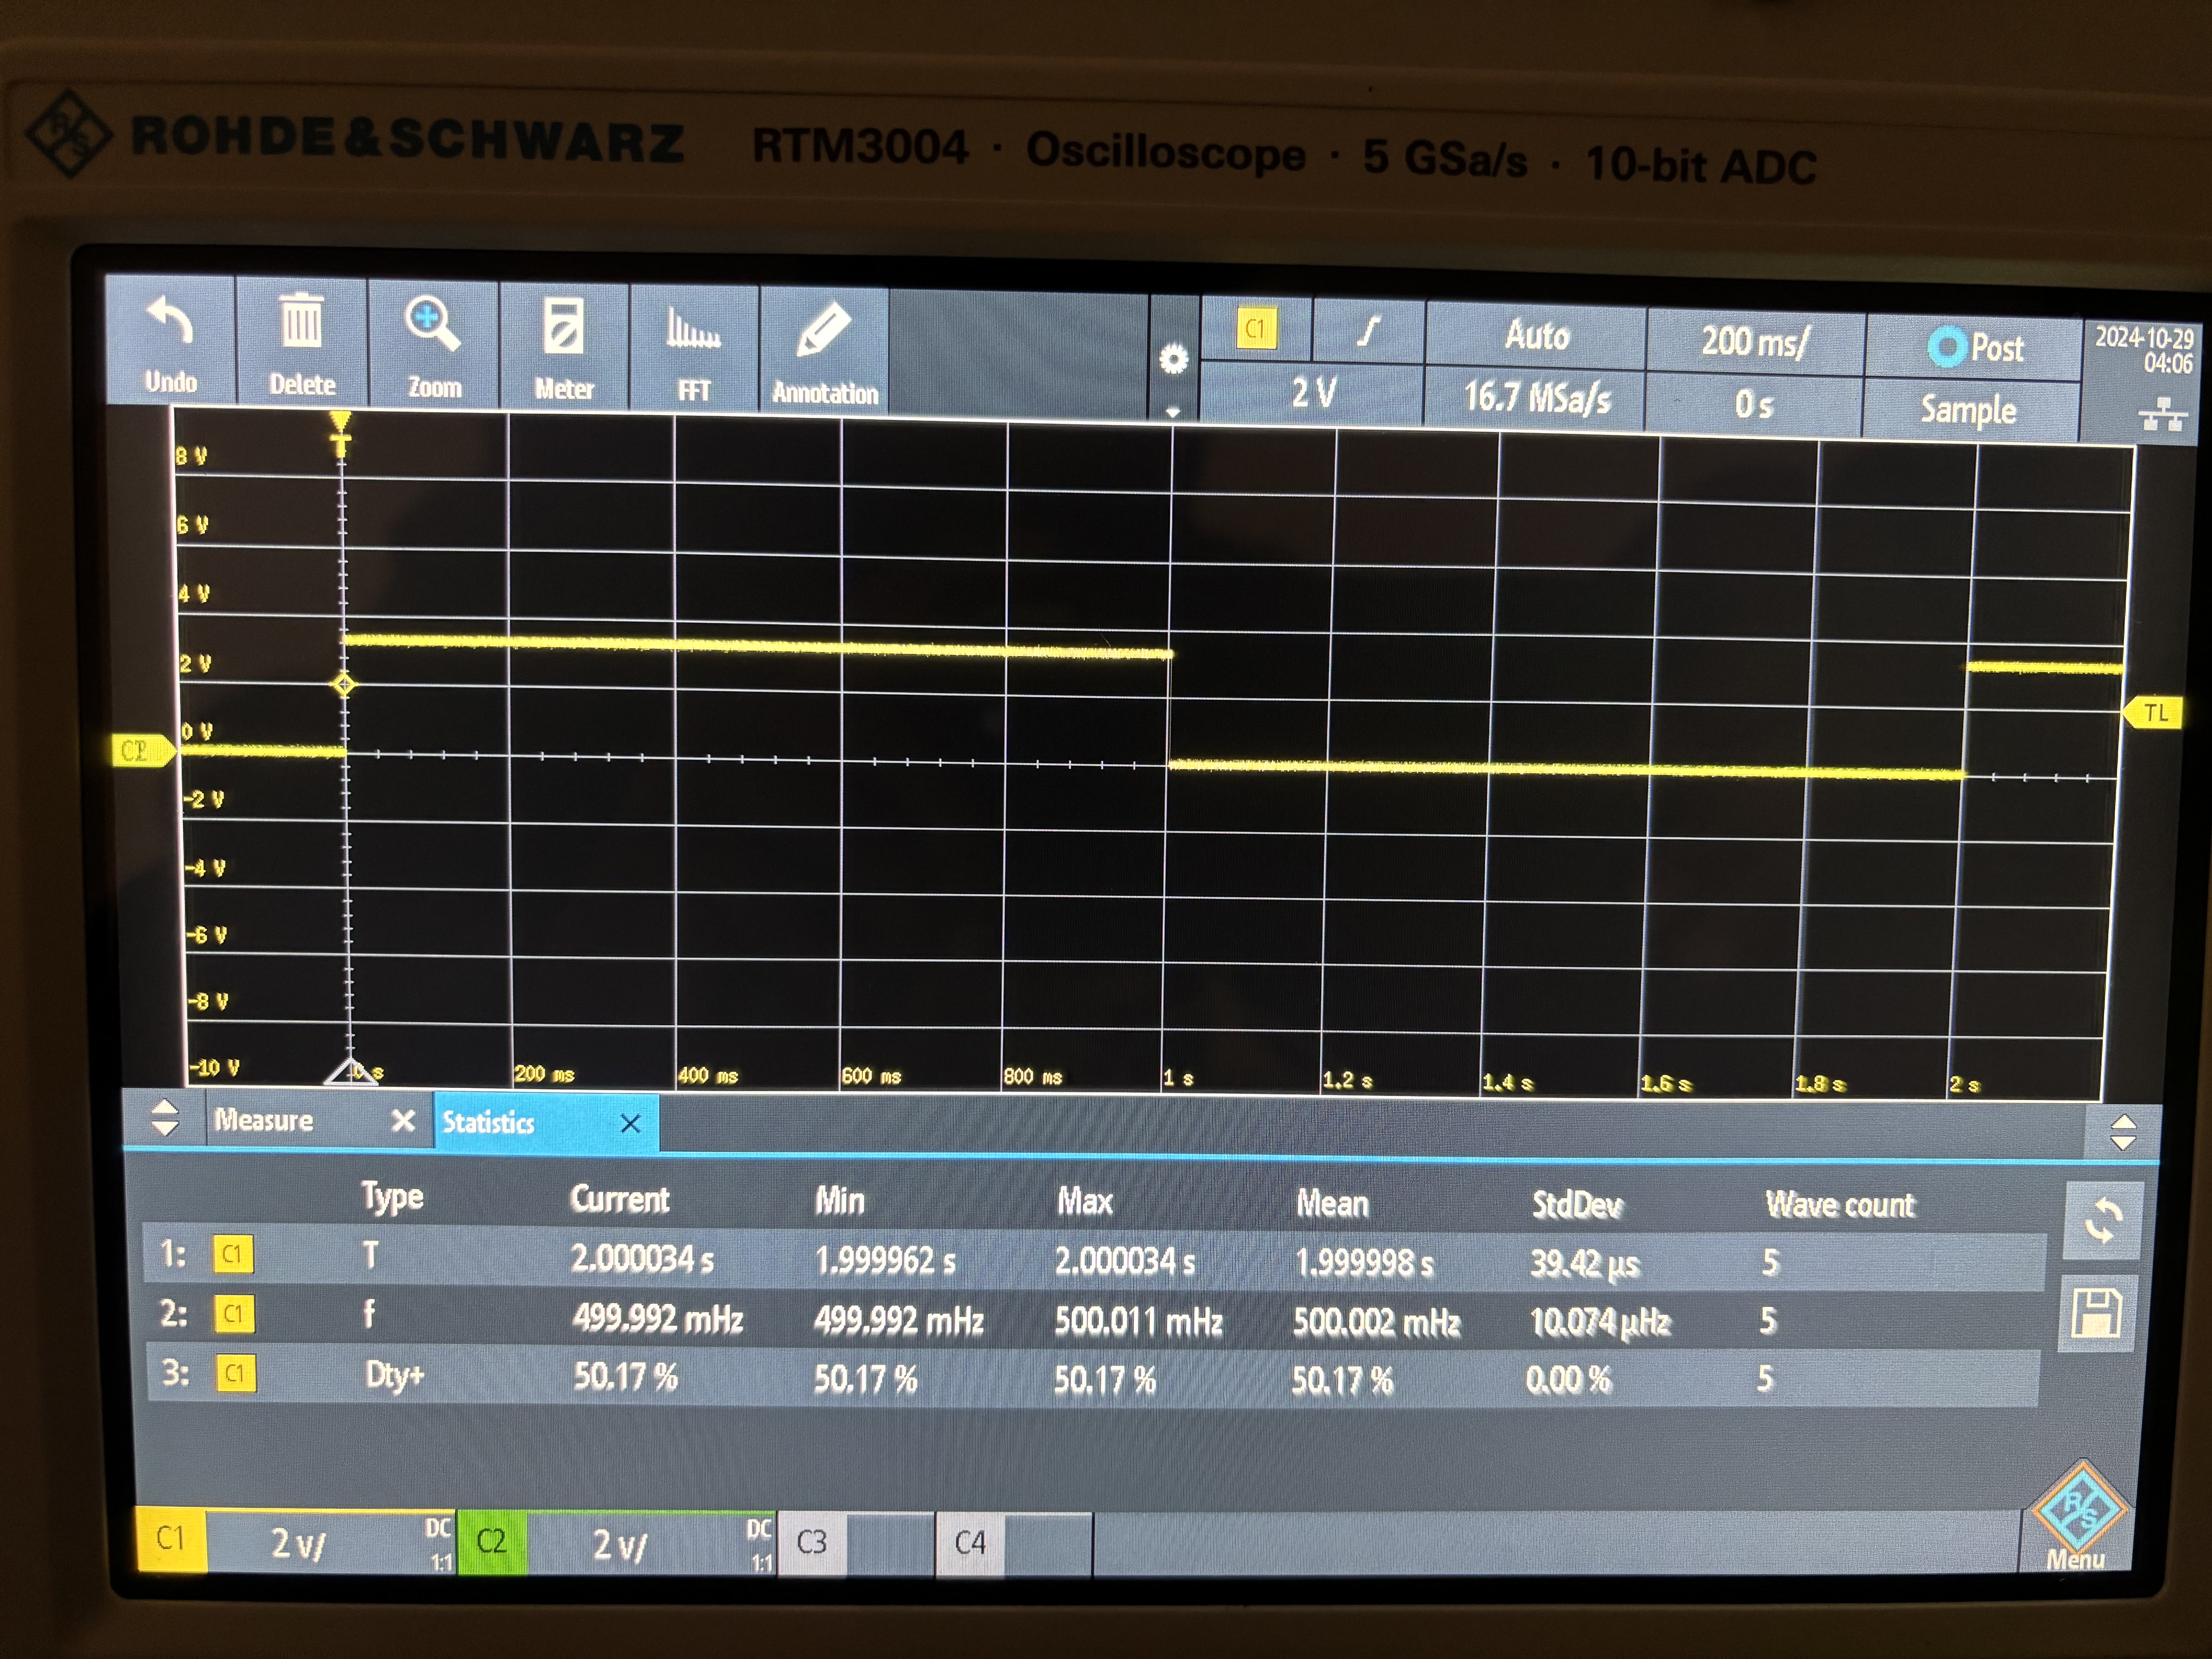 ROHDE&SCHWARZ RTM3004 · Oscilloscope · 5 GSa/s · 10-bit ADC
Undo Delete Zoom Meter FFT Annotation
C1 Auto 200 ms/ Post 2024-10-29
04:06
2 V 16.7 MSa/s 0 s Sample
T
8 V
6 V
4 V
2 V
TL
0 V
-2 V
-4 V
-6 V
-8 V
-10 V
0 s 200 ms 400 ms 600 ms 800 ms 1 s 1.2 s 1.4 s 1.6 s 1.8 s 2 s
Measure Statistics
Type Current Min Max Mean StdDev Wave count
1: C1 T 2.000034 s 1.999962 s 2.000034 s 1.999998 s 39.42 µs 5
2: C1 f 499.992 mHz 499.992 mHz 500.011 mHz 500.002 mHz 10.074 µHz 5
3: C1 Dty+ 50.17 % 50.17 % 50.17 % 50.17 % 0.00 % 5
C1 2 V/ DC 1:1 C2 2 V/ DC 1:1 C3 C4
R/S
Menu